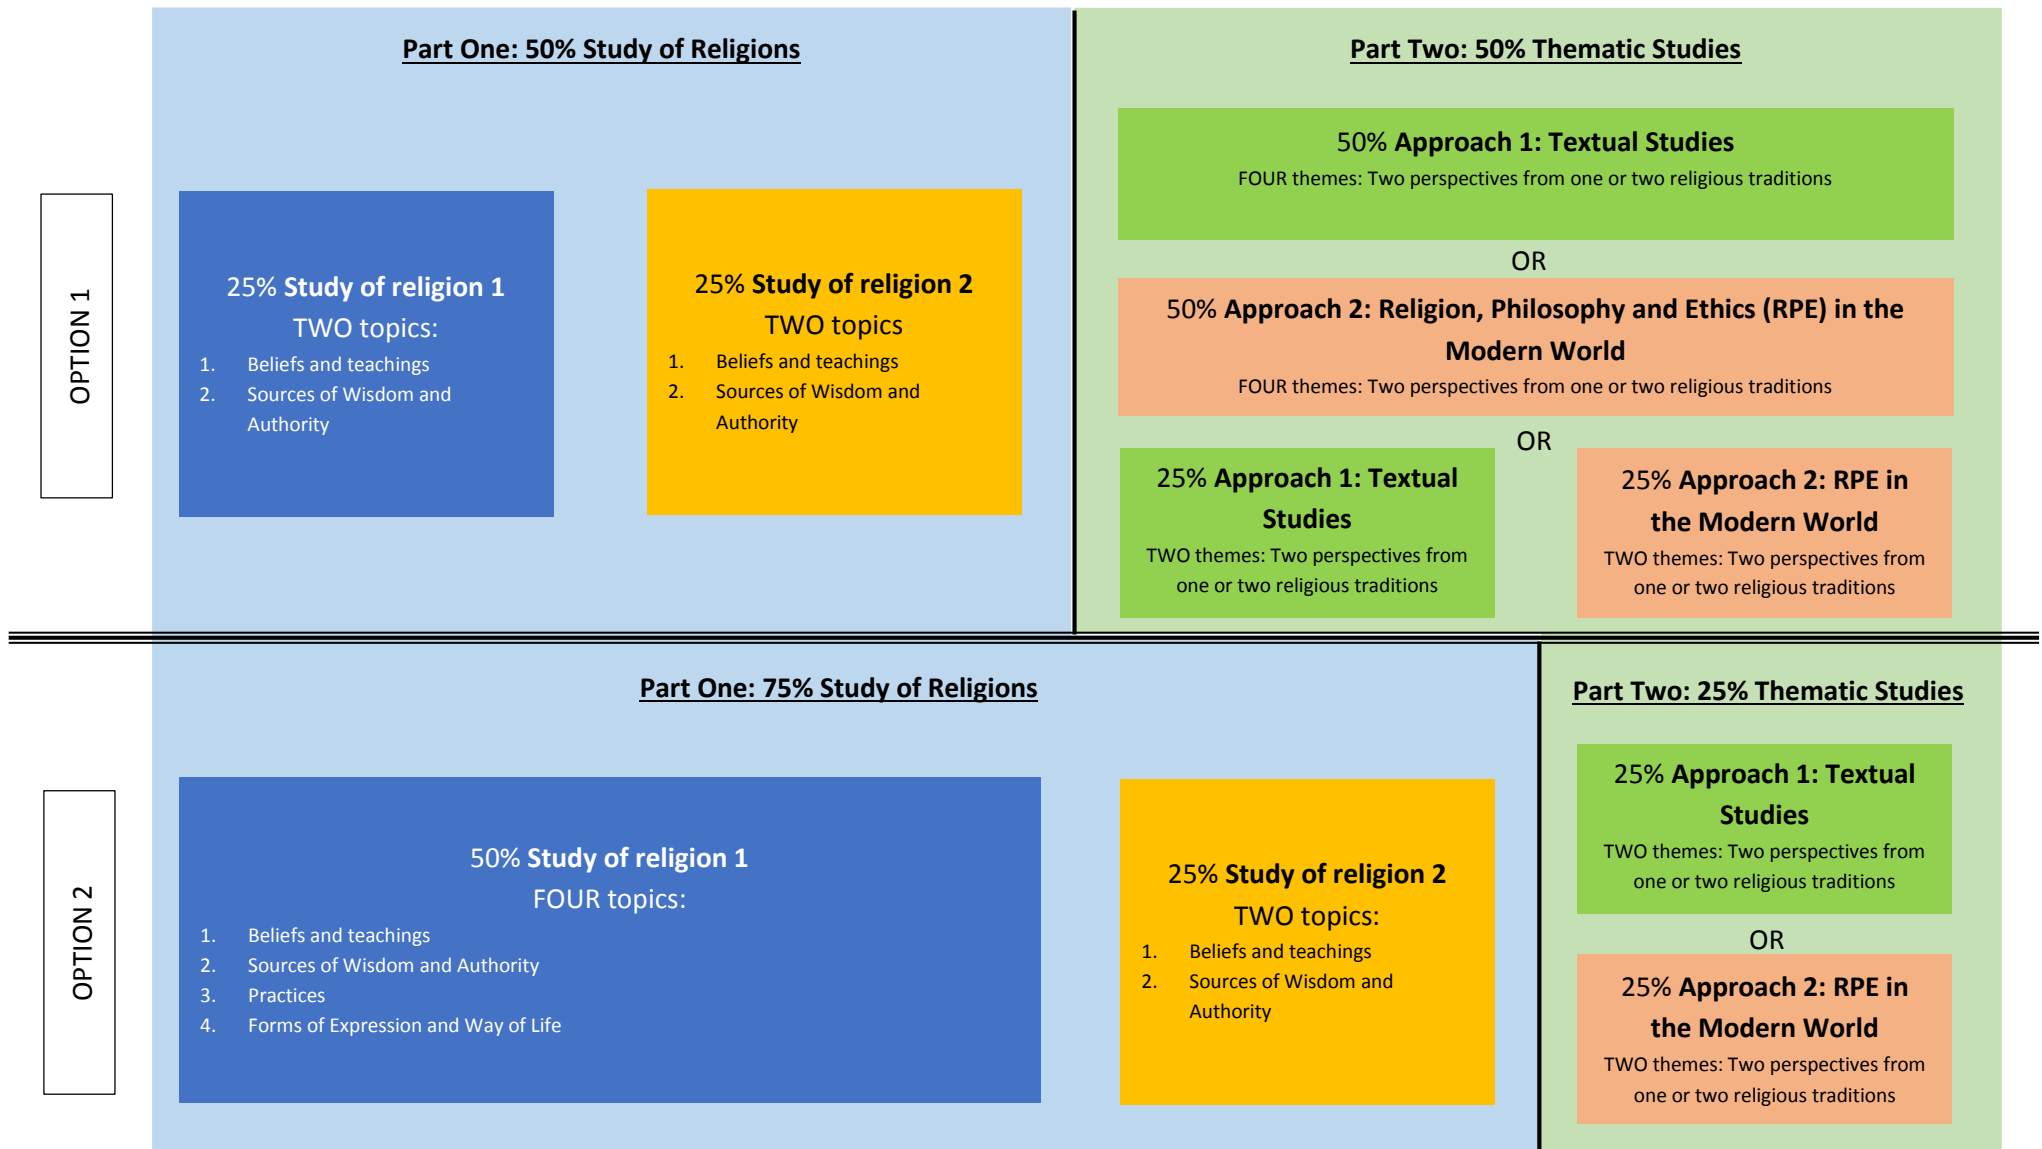 OPTION 1
Part One: 50% Study of Religions
25% Study of religion 1
TWO topics:
1. Beliefs and teachings
2. Sources of Wisdom and
Authority
25% Study of religion 2
TWO topics
1. Beliefs and teachings
2. Sources of Wisdom and
Authority
Part Two: 50% Thematic Studies
50% Approach 1: Textual Studies
FOUR themes: Two perspectives from one or two religious traditions
OR
50% Approach 2: Religion, Philosophy and Ethics (RPE) in the
Modern World
FOUR themes: Two perspectives from one or two religious traditions
OR
25% Approach 1: Textual
Studies
TWO themes: Two perspectives from
one or two religious traditions
25% Approach 2: RPE in
the Modern World
TWO themes: Two perspectives from
one or two religious traditions
OPTION 2
Part One: 75% Study of Religions
50% Study of religion 1
FOUR topics:
1. Beliefs and teachings
2. Sources of Wisdom and Authority
3. Practices
4. Forms of Expression and Way of Life
25% Study of religion 2
TWO topics:
1. Beliefs and teachings
2. Sources of Wisdom and
Authority
Part Two: 25% Thematic Studies
25% Approach 1: Textual
Studies
TWO themes: Two perspectives from
one or two religious traditions
OR
25% Approach 2: RPE in
the Modern World
TWO themes: Two perspectives from
one or two religious traditions